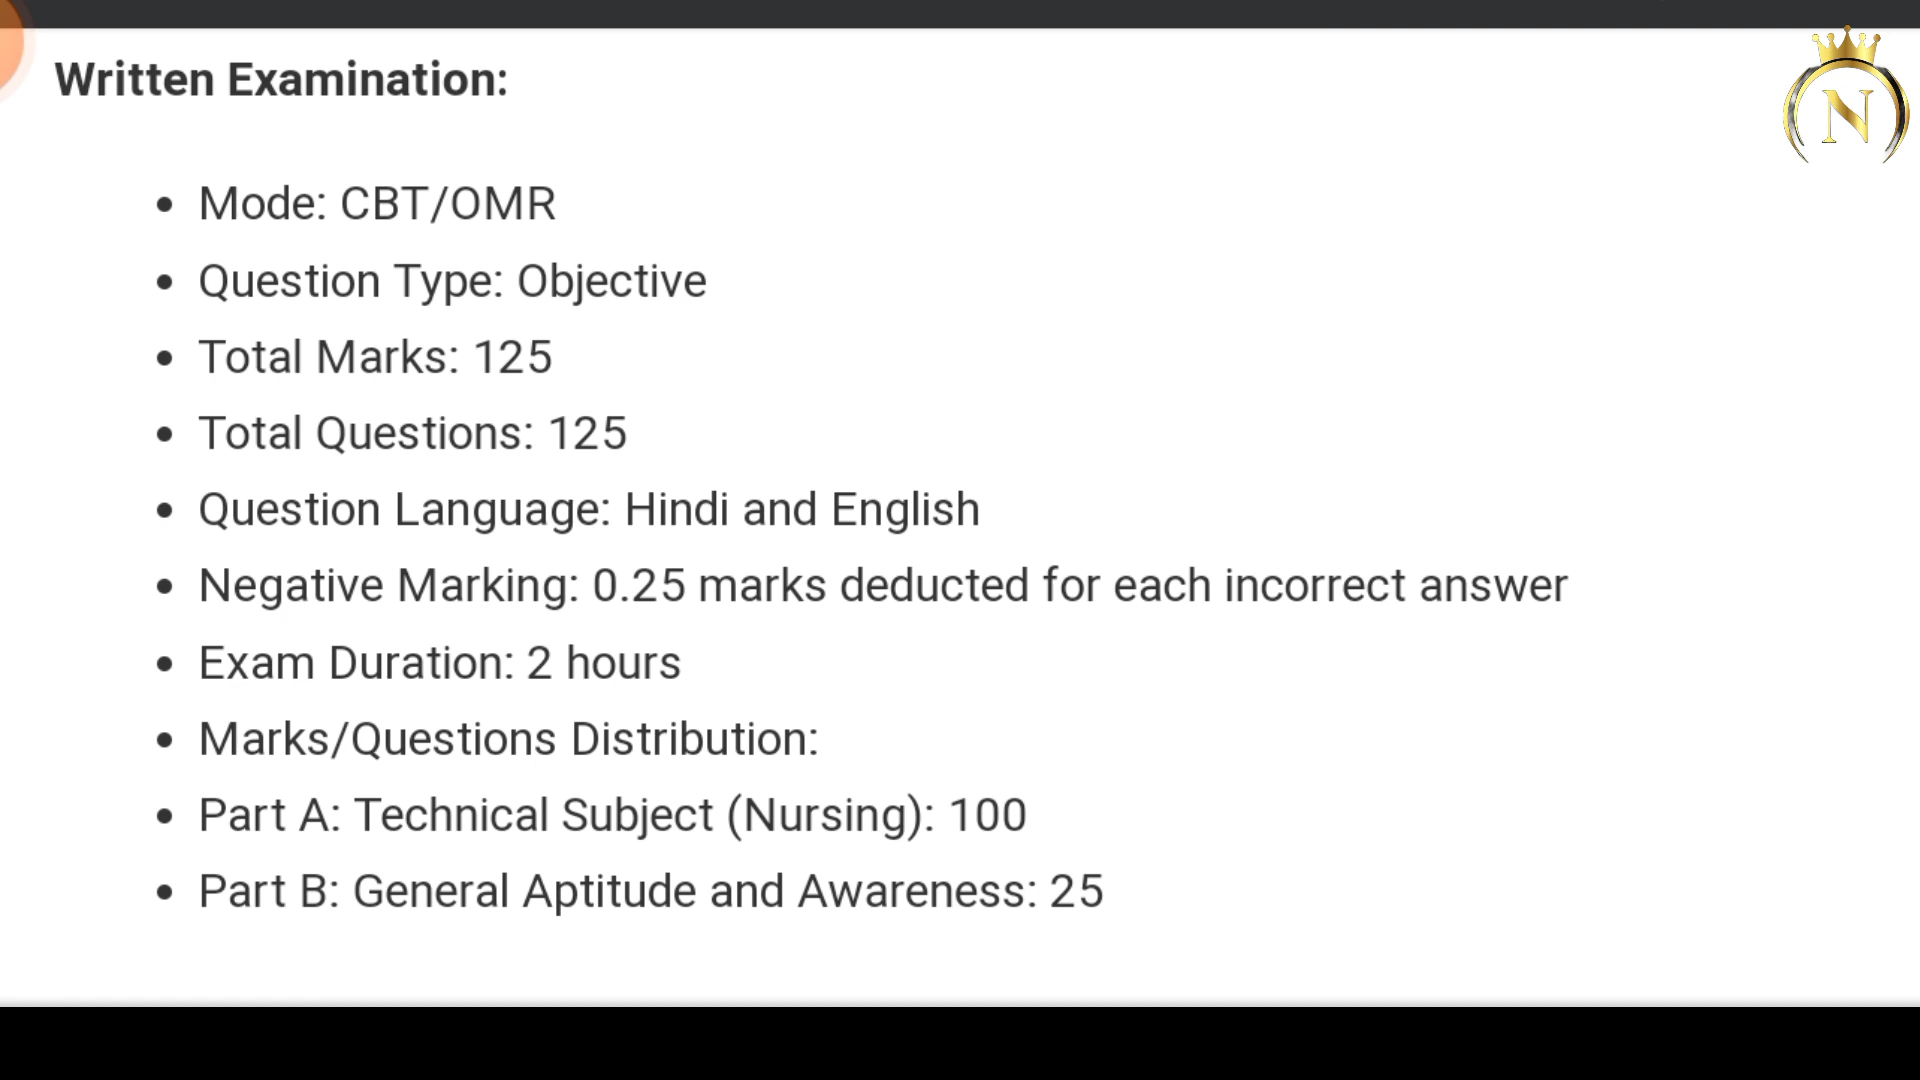 Written Examination:
N
• Mode: CBT/OMR
• Question Type: Objective
• Total Marks: 125
• Total Questions: 125
• Question Language: Hindi and English
• Negative Marking: 0.25 marks deducted for each incorrect answer
• Exam Duration: 2 hours
• Marks/Questions Distribution:
• Part A: Technical Subject (Nursing): 100
• Part B: General Aptitude and Awareness: 25